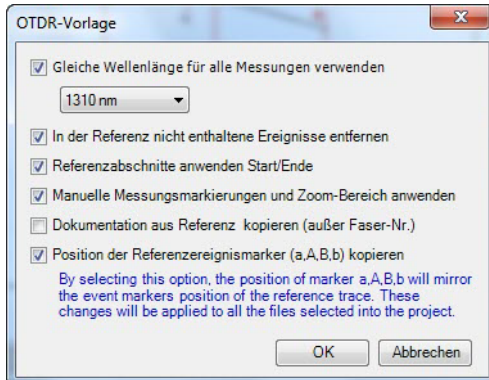 OTDR-Vorlage
Gleiche Wellenlänge für alle Messungen verwenden
1310 nm
In der Referenz nicht enthaltene Ereignisse entfernen
Referenzabschnitte anwenden Start/Ende
Manuelle Messungsmarkierungen und Zoom-Bereich anwenden
Dokumentation aus Referenz kopieren (außer Faser-Nr.)
Position der Referenzereignismarker (a,A,B,b) kopieren
By selecting this option, the position of marker a,A,B,b will mirror
the event markers position of the reference trace. These
changes will be applied to all the files selected into the project.
OK Abbrechen